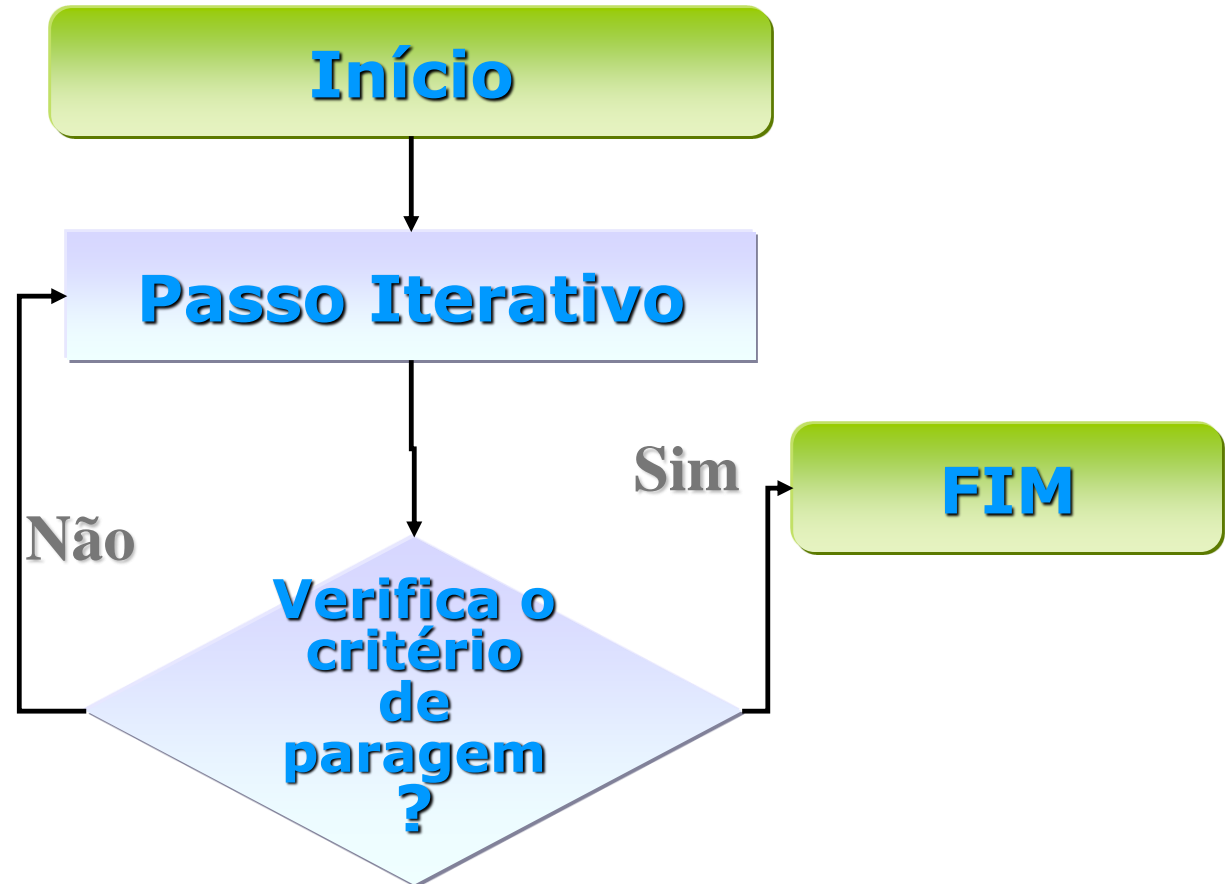 Início
Passo Iterativo
Sim
FIM
Não
Verifica o
critério
de
paragem
?